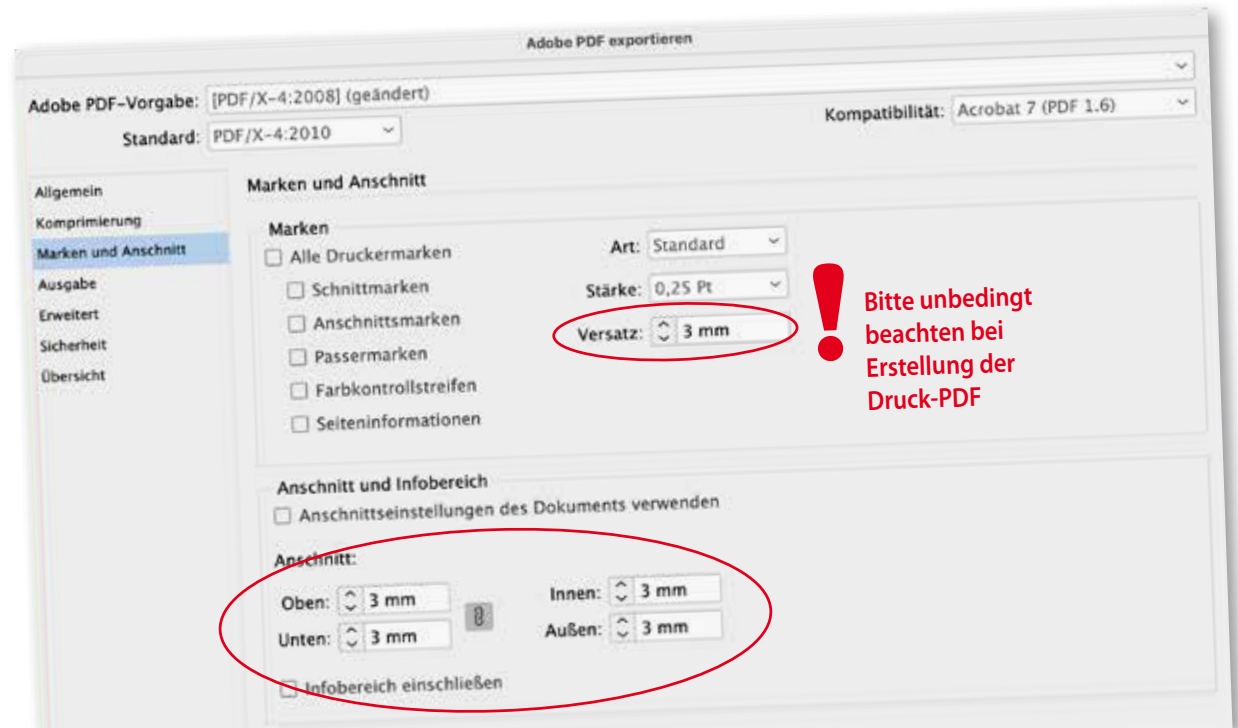 Adobe PDF exportieren
Adobe PDF-Vorgabe: [PDF/X-4:2008] (geändert)
Standard: PDF/X-4:2010
Kompatibilität: Acrobat 7 (PDF 1.6)
Allgemein
Komprimierung
Marken und Anschnitt
Ausgabe
Erweitert
Sicherheit
Übersicht
Marken und Anschnitt
Marken
Alle Druckermarken
Schnittmarken
Anschnittsmarken
Passermarken
Farbkontrollstreifen
Seiteninformationen
Art: Standard
Stärke: 0,25 Pt
Versatz: 3 mm
!
Bitte unbedingt
beachten bei
Erstellung der
Druck-PDF
Anschnitt und Infobereich
Anschnittseinstellungen des Dokuments verwenden
Anschnitt:
Oben: 3 mm
Unten: 3 mm
Innen: 3 mm
Außen: 3 mm
Infobereich einschließen